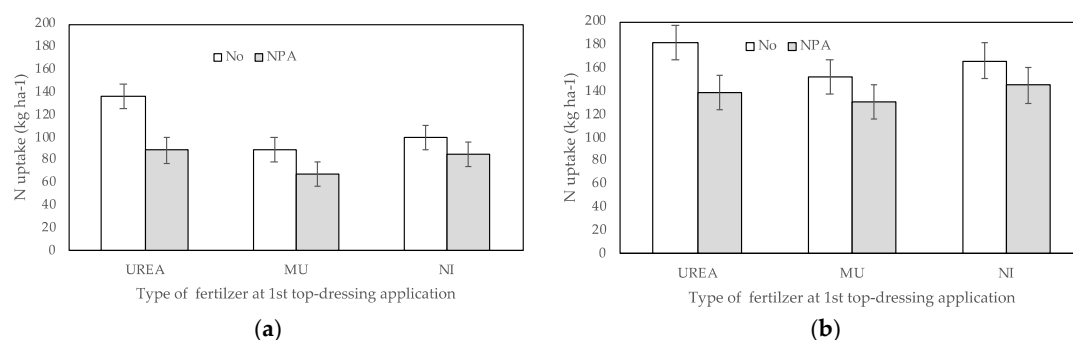 N uptake (kg ha-1)
200
180
160
140
120
100
80
60
40
20
0
No NPA
UREA MU NI
Type of fertilzer at 1st top-dressing application
(a)
N uptake (kg ha-1)
200
180
160
140
120
100
80
60
40
20
0
No NPA
UREA MU NI
Type of fertilzer at 1st top-dressing application
(b)